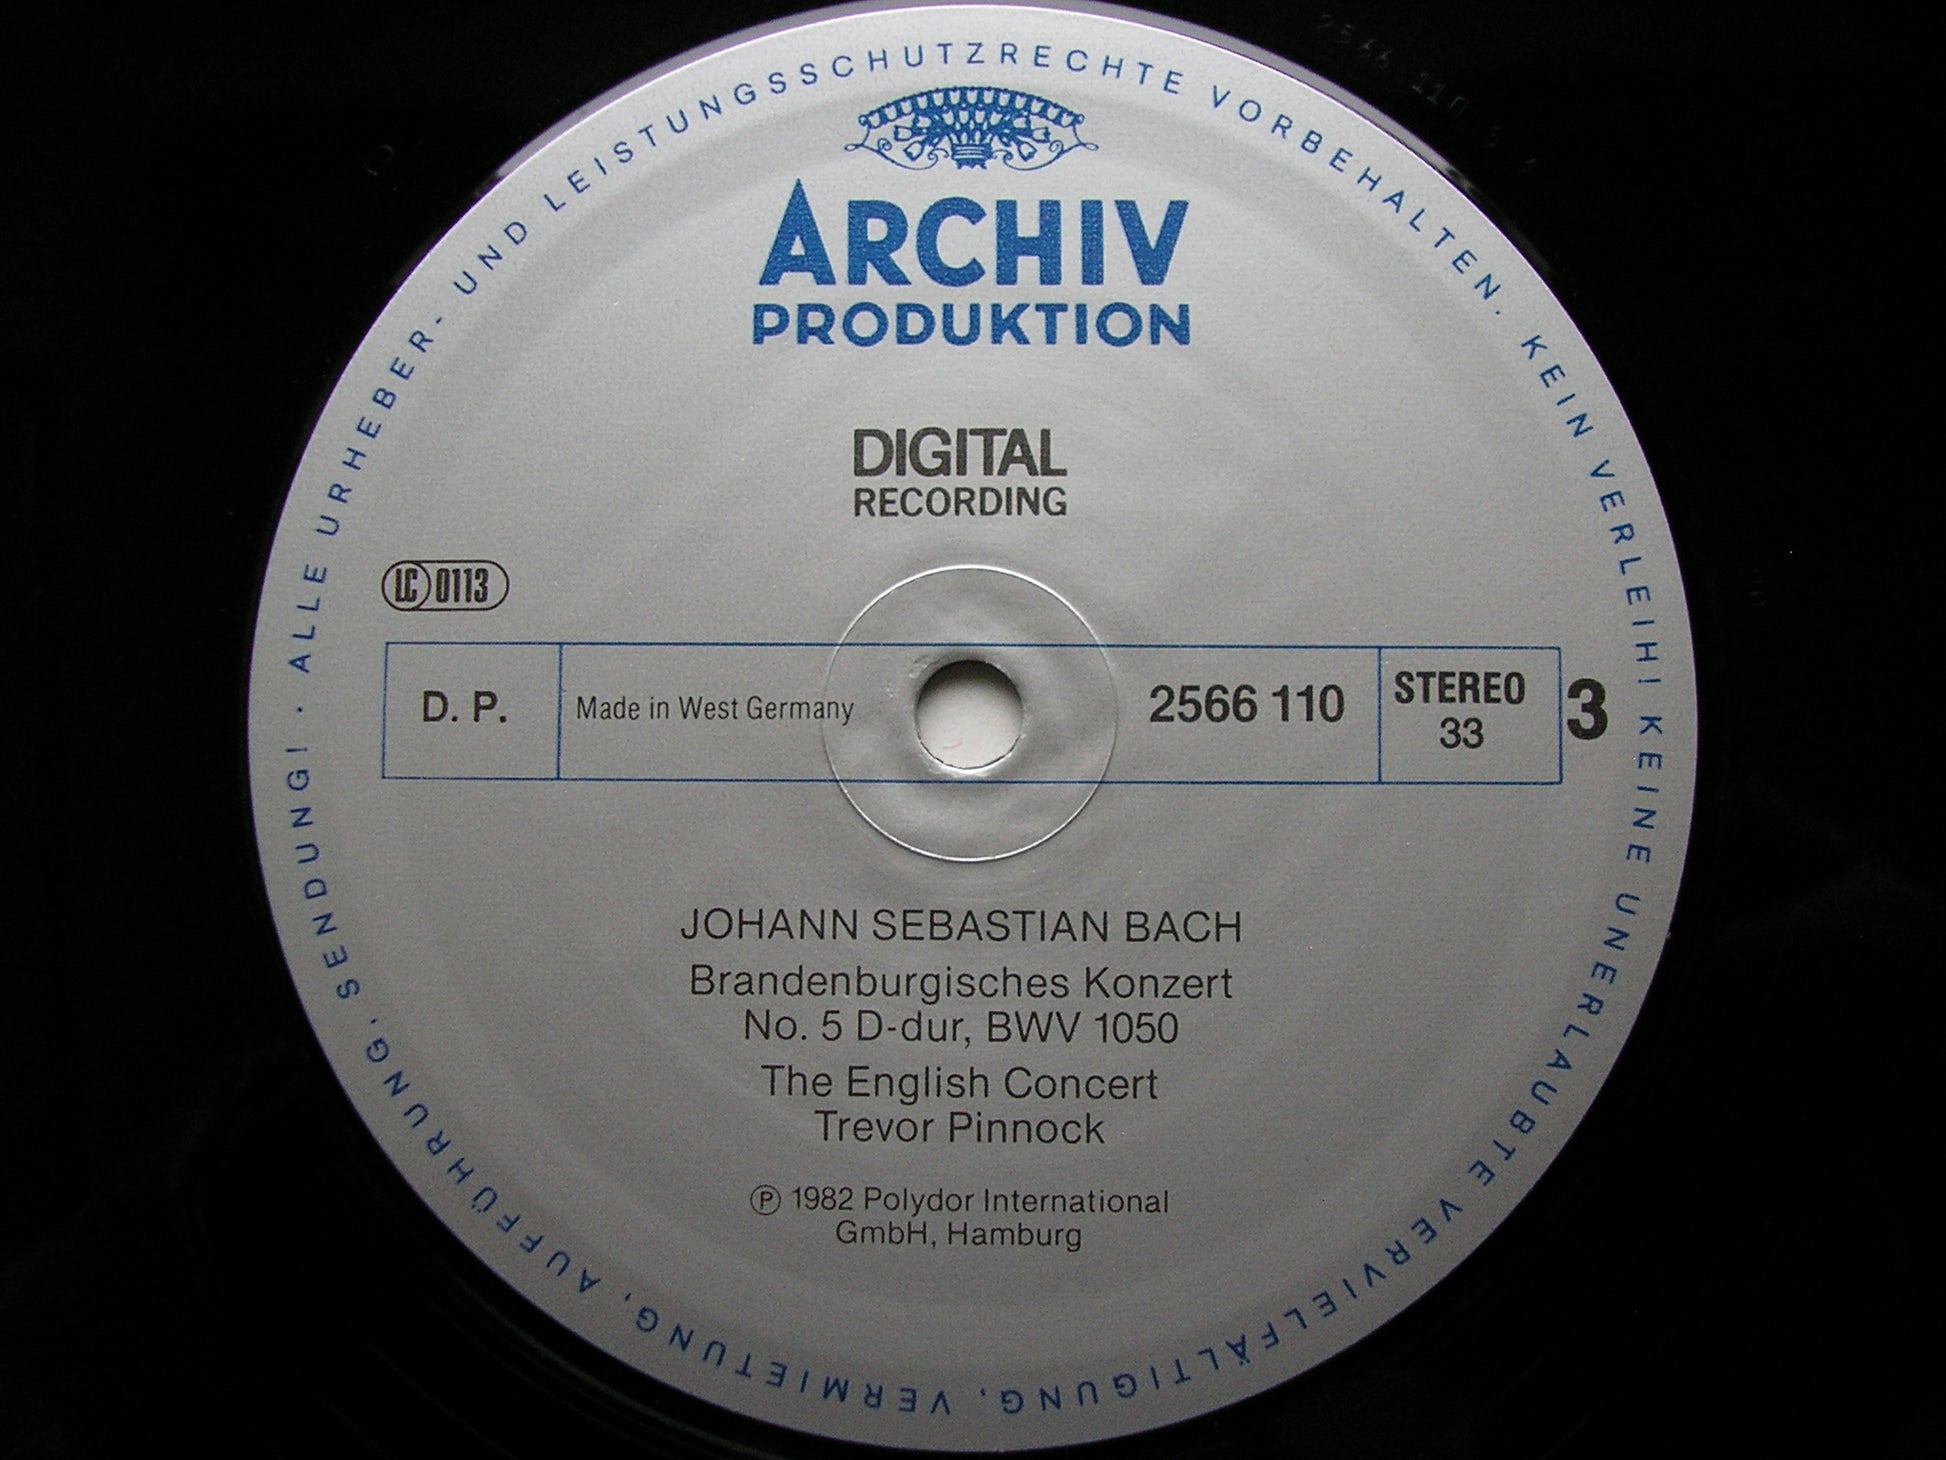 ALLE URHEBER- UND LEISTUNGSSCHUTZRECHTE VORBEHALTEN. KEIN VERLEIH! KEINE UNERLAUBTE VERVIELFÄLTIGUNG, VERMIETUNG, AUFFÜHRUNG, SENDUNG! ·
ARCHIV
PRODUKTION
DIGITAL
RECORDING
LC 0113
D. P.
Made in West Germany
2566 110
STEREO
33
3
JOHANN SEBASTIAN BACH
Brandenburgisches Konzert
No. 5 D-dur, BWV 1050
The English Concert
Trevor Pinnock
℗ 1982 Polydor International
GmbH, Hamburg
2566 110